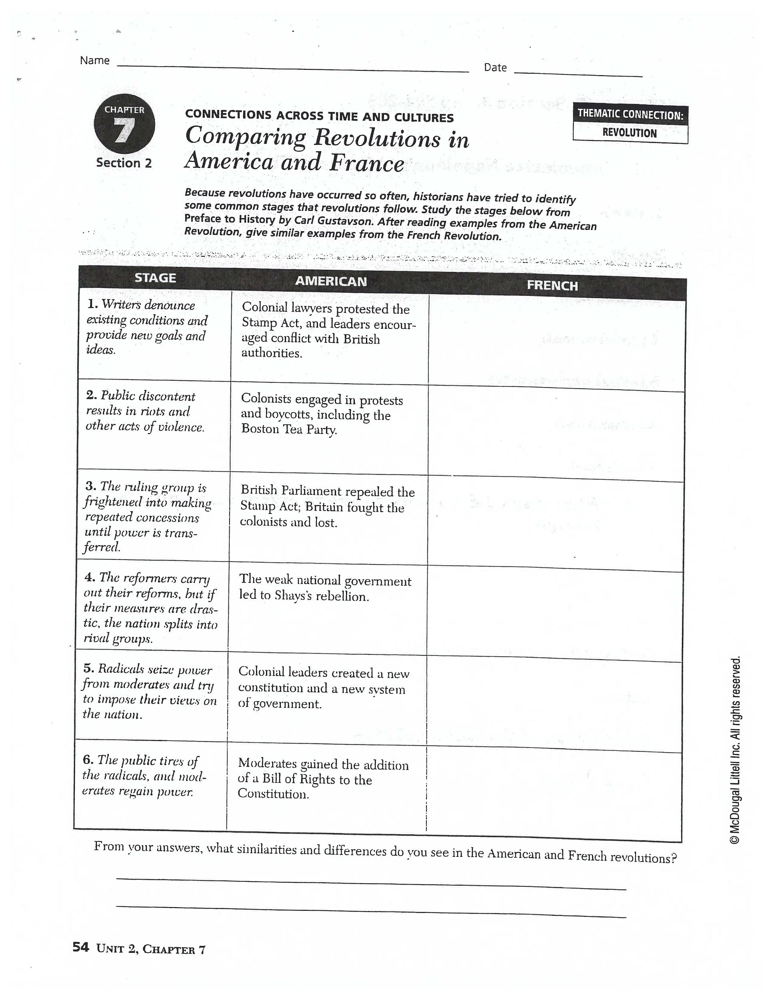 Name
Date
CHAPTER
7
Section 2
CONNECTIONS ACROSS TIME AND CULTURES
Comparing Revolutions in
America and France
THEMATIC CONNECTION:
REVOLUTION
Because revolutions have occurred so often, historians have tried to identify
some common stages that revolutions follow. Study the stages below from
Preface to History by Carl Gustavson. After reading examples from the American
Revolution, give similar examples from the French Revolution.
STAGE
AMERICAN
FRENCH
1. Writers denounce
existing conditions and
provide new goals and
ideas.
Colonial lawyers protested the
Stamp Act, and leaders encour-
aged conflict with British
authorities.
2. Public discontent
results in riots and
other acts of violence.
Colonists engaged in protests
and boycotts, including the
Boston Tea Party.
3. The ruling group is
frightened into making
repeated concessions
until power is trans-
ferred.
British Parliament repealed the
Stamp Act; Britain fought the
colonists and lost.
4. The reformers carry
out their reforms, but if
their measures are dras-
tic, the nation splits into
rival groups.
The weak national government
led to Shays's rebellion.
5. Radicals seize power
from moderates and try
to impose their views on
the nation.
Colonial leaders created a new
constitution and a new system
of government.
6. The public tires of
the radicals, and mod-
erates regain power.
Moderates gained the addition
of a Bill of Rights to the
Constitution.
From your answers, what similarities and differences do you see in the American and French revolutions?
54 UNIT 2, CHAPTER 7
© McDougal Littell Inc. All rights reserved.